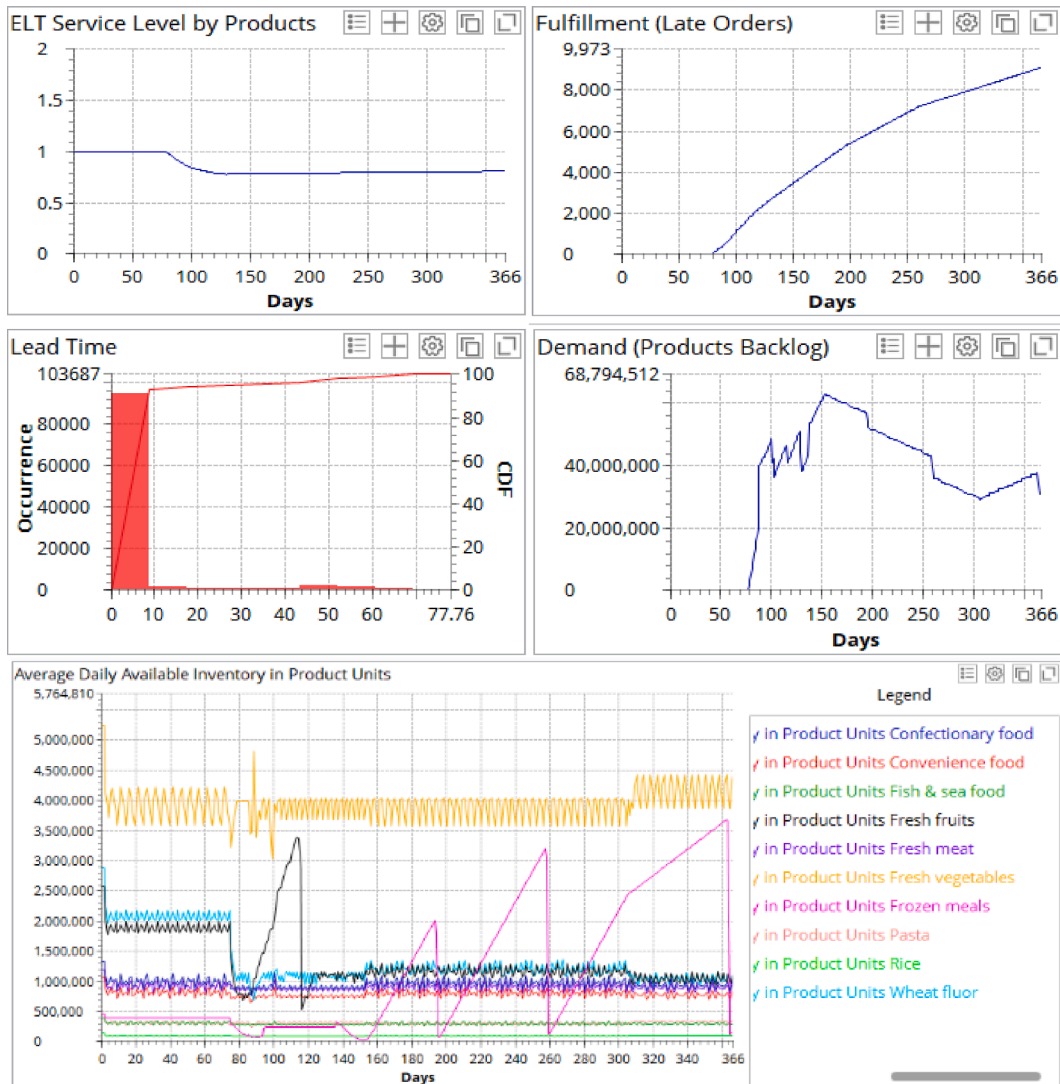 ELT Service Level by Products
2
1.5
1
0.5
0
0 100 200 300 366
Days
Fulfillment (Late Orders)
9,973
8,000
6,000
4,000
2,000
0
0 50 100 150 200 300 366
Days
Lead Time
103687
80000
60000
40000
20000
0
Occurrence
100
80
60
40
20
0
CDF
0 10 20 30 40 50 60 77.76
Demand (Products Backlog)
68,794,512
40,000,000
20,000,000
0
0 100 150 200 250 300 366
Days
Average Daily Available Inventory in Product Units
5,764,810
5,000,000
4,500,000
4,000,000
3,500,000
3,000,000
2,500,000
2,000,000
1,500,000
1,000,000
500,000
0
0 20 40 60 80 100 120 140 160 180 200 220 240 260 280 300 320 340 366
Days
Legend
y in Product Units Confectionary food
y in Product Units Convenience food
y in Product Units Fish & sea food
y in Product Units Fresh fruits
y in Product Units Fresh meat
y in Product Units Fresh vegetables
y in Product Units Frozen meals
y in Product Units Pasta
y in Product Units Rice
y in Product Units Wheat fluor